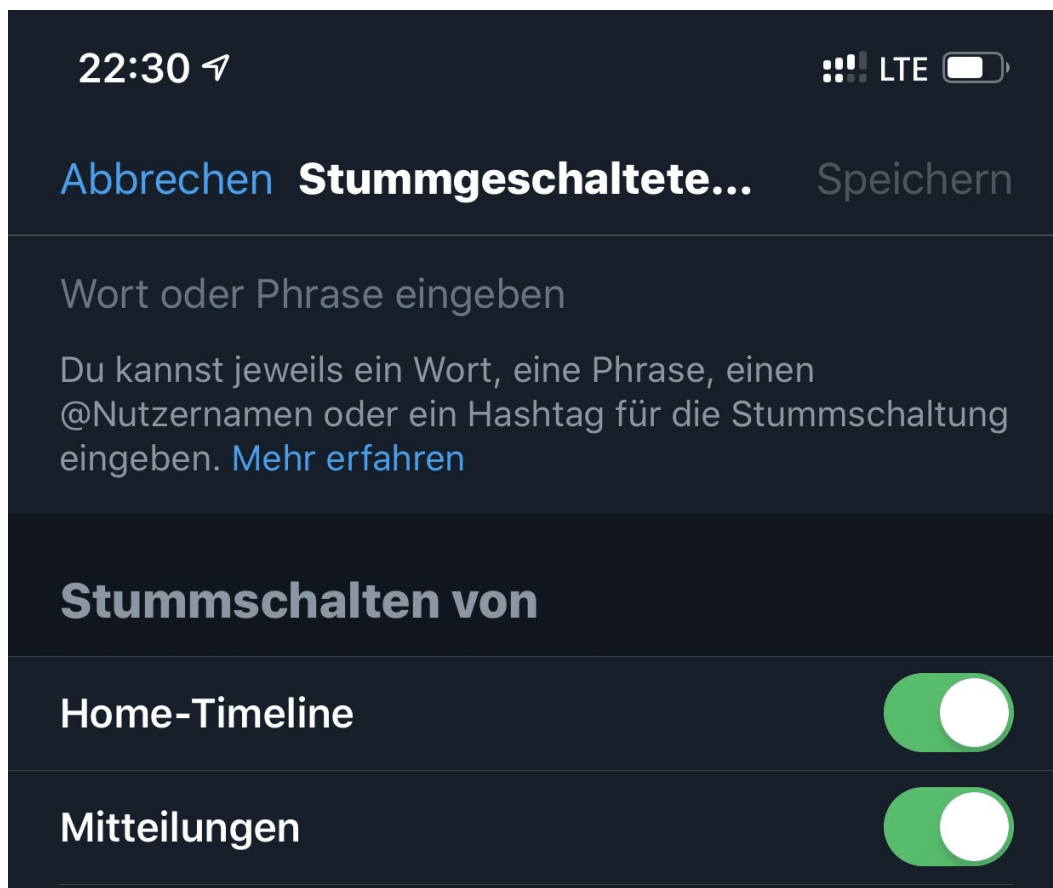 22:30
LTE
Abbrechen Stummgeschaltete... Speichern
Wort oder Phrase eingeben
Du kannst jeweils ein Wort, eine Phrase, einen
@Nutzernamen oder ein Hashtag für die Stummschaltung
eingeben. Mehr erfahren
Stummschalten von
Home-Timeline
Mitteilungen